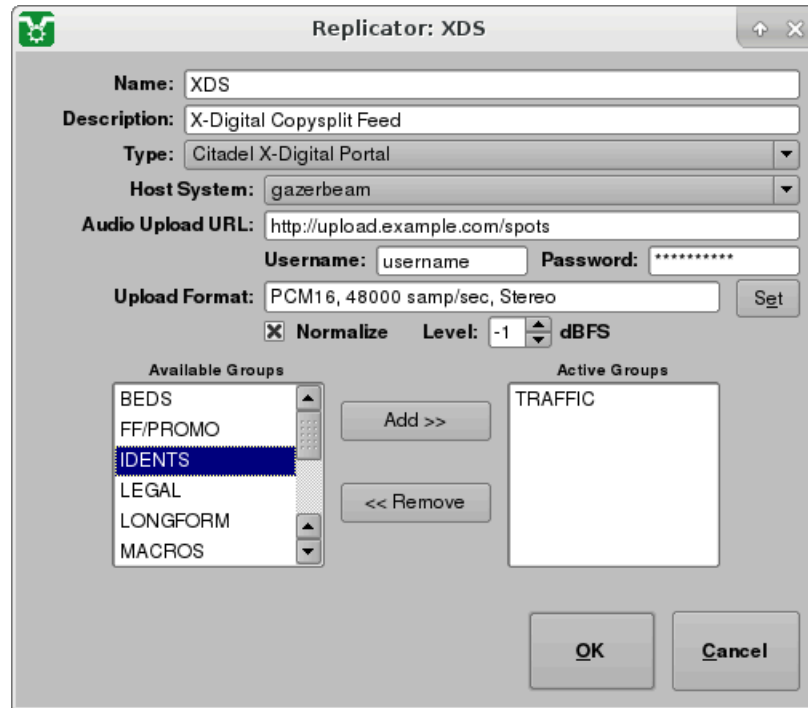 Replicator: XDS
Name: XDS
Description: X-Digital Copysplit Feed
Type: Citadel X-Digital Portal
Host System: gazerbeam
Audio Upload URL: http://upload.example.com/spots
Username: username Password: **********
Upload Format: PCM16, 48000 samp/sec, Stereo Set
Normalize Level: -1 dBFS
Available Groups Active Groups
BEDS TRAFFIC
FF/PROMO Add >>
IDENTS
LEGAL
LONGFORM << Remove
MACROS
OK Cancel